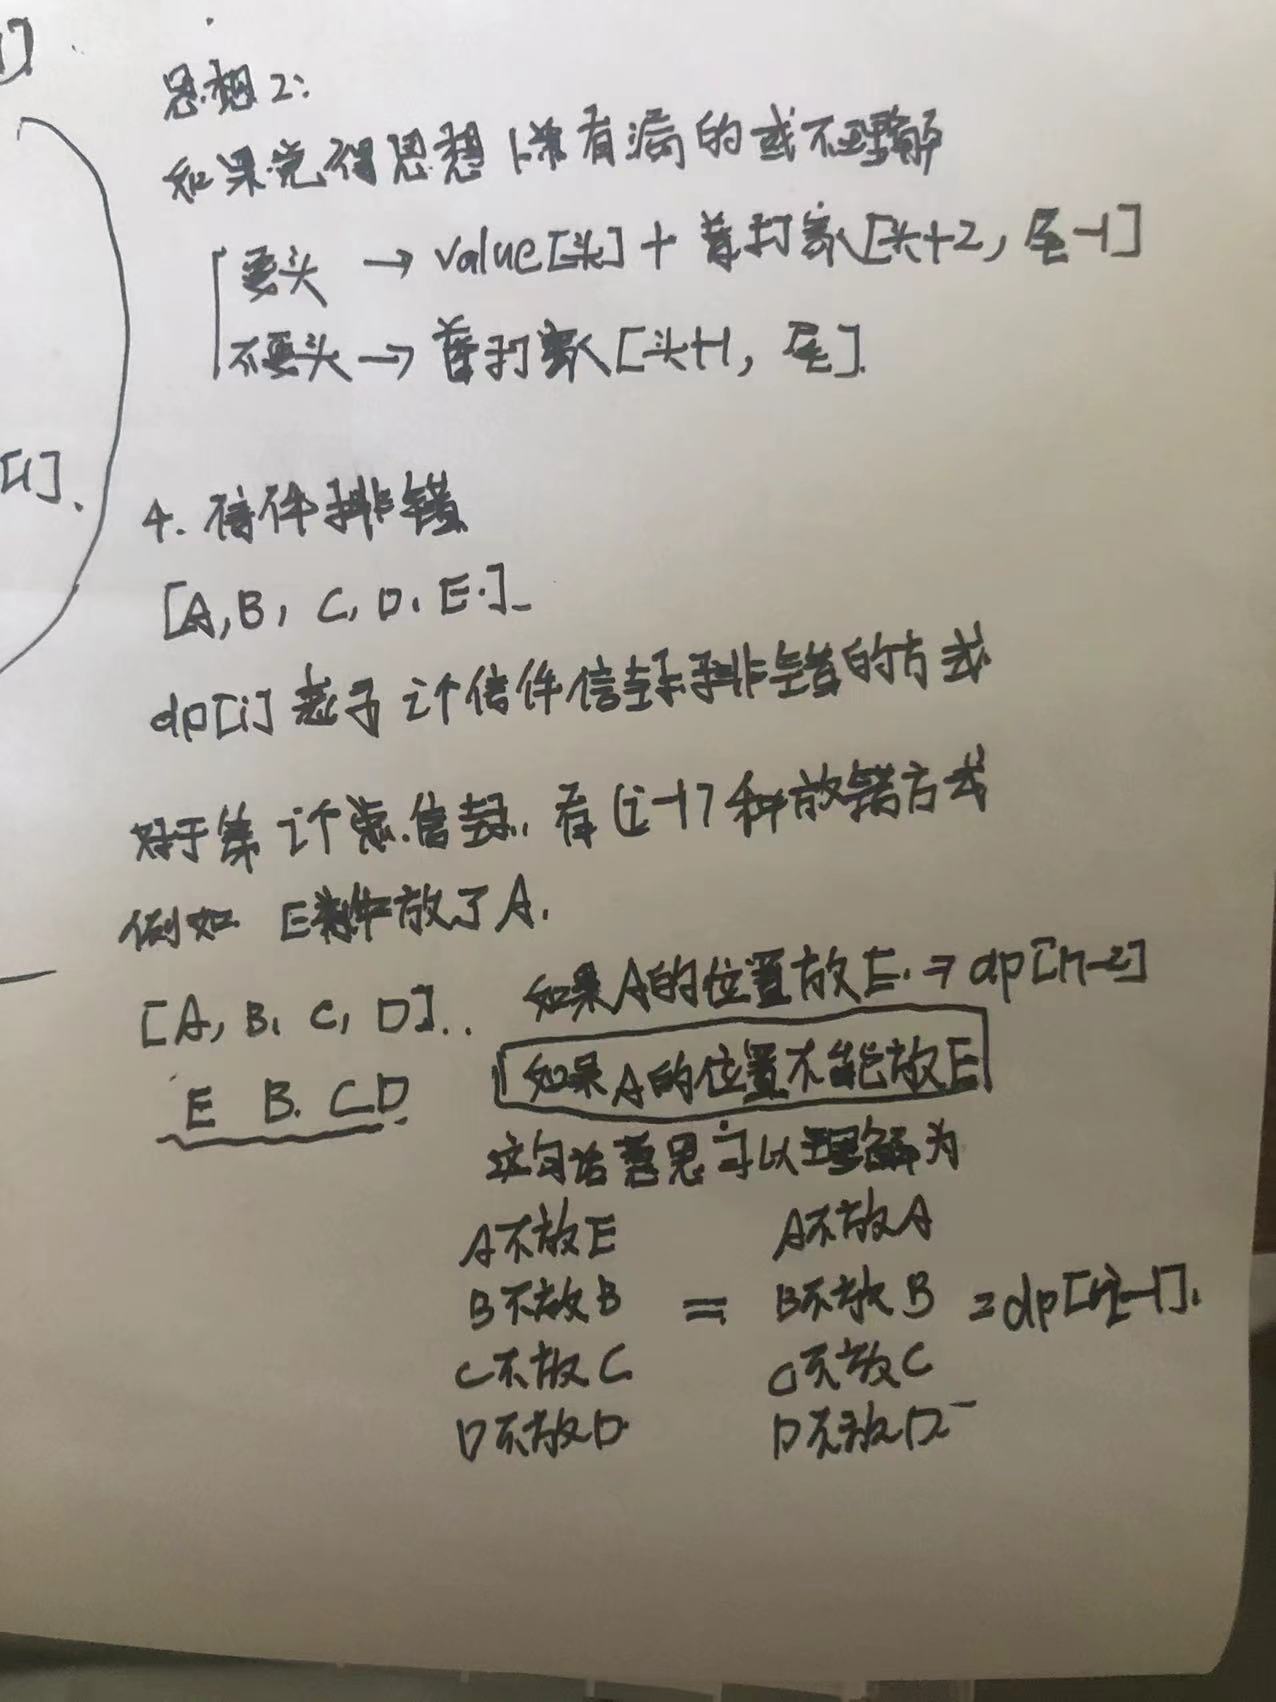 思想2:
如果觉得思想1常有漏的或不理解
要头 → value[头] + 普打家[头+2, 尾-1]
不要头 → 普打家[头+1, 尾].
[1].
4. 信件排错
[A, B, C, D, E.]
dp[i] 表示 i个信件信封排错的方式
对于第 i个 信封, 有(i-1)种放错方式
例如 E 放了A.
[A, B, C, D]..
如果A的位置放E. ⇒ dp[n-2]
如果A的位置不能放E
E B. CD.
这句话意思可以理解为
A不放E A不放A
B不放B = B不放B = dp[i-1].
C不放C C不放C
D不放D D不放D